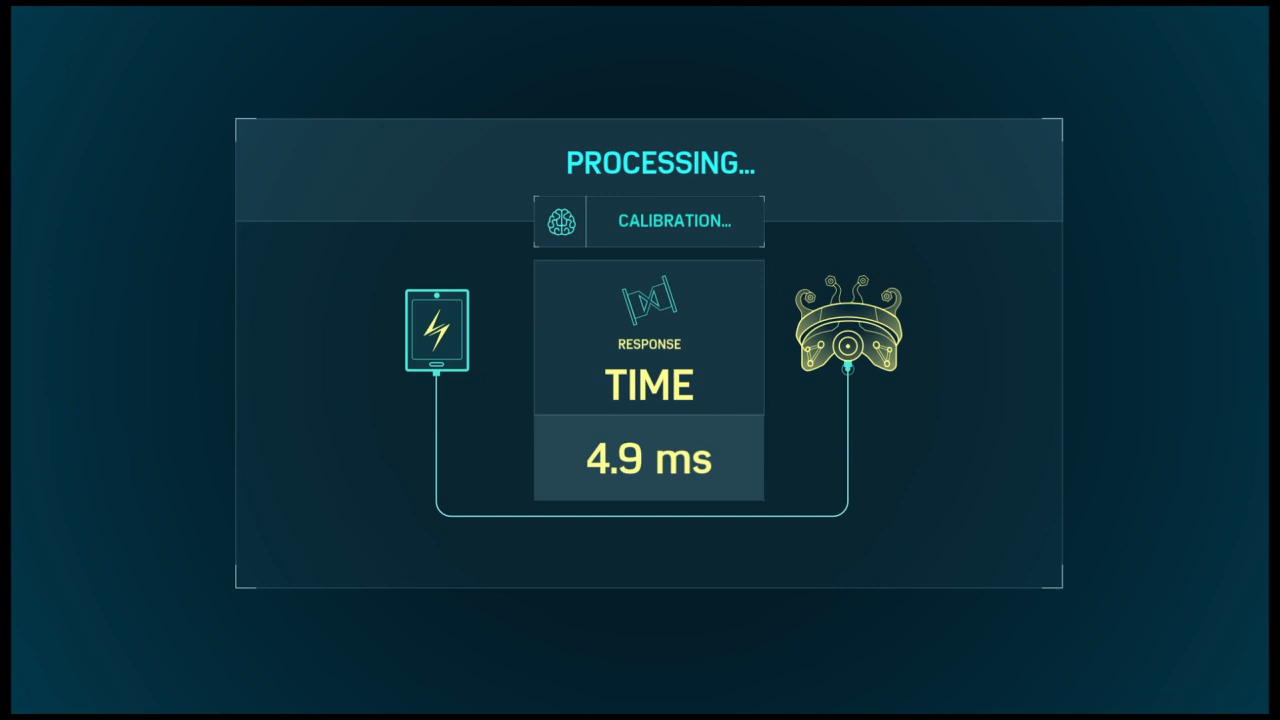 PROCESSING...
CALIBRATION...
RESPONSE
TIME
4.9 ms